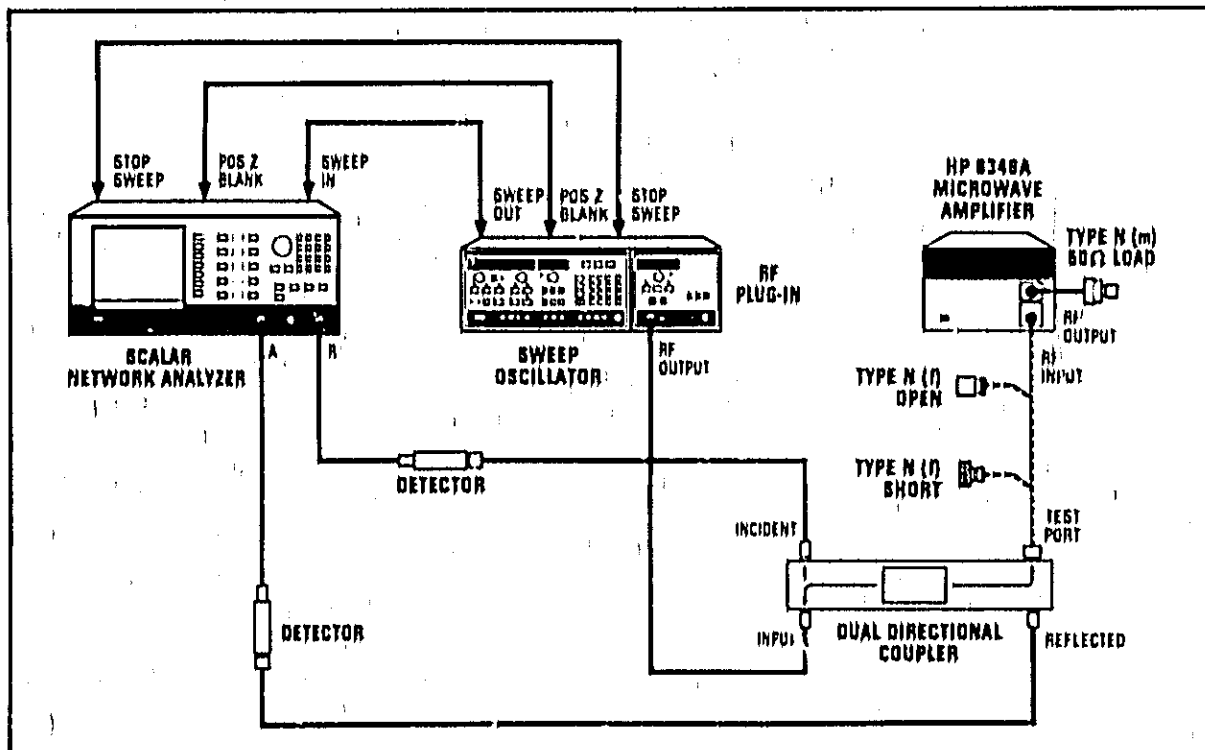 STOP
SWEEP
POS Z
BLANK
SWEEP
IN
SWEEP
OUT
POS Z
BLANK
STOP
SWEEP
HP 8348A
MICROWAVE
AMPLIFIER
TYPE N (m)
50Ω LOAD
RF
PLUG-IN
RF
OUTPUT
A
R
SCALAR
NETWORK ANALYZER
SWEEP
OSCILLATOR
RF
OUTPUT
RF
INPUT
TYPE N (f)
OPEN
DETECTOR
TYPE N (f)
SHORT
INCIDENT
TEST
PORT
DETECTOR
INPUT
DUAL DIRECTIONAL
COUPLER
REFLECTED